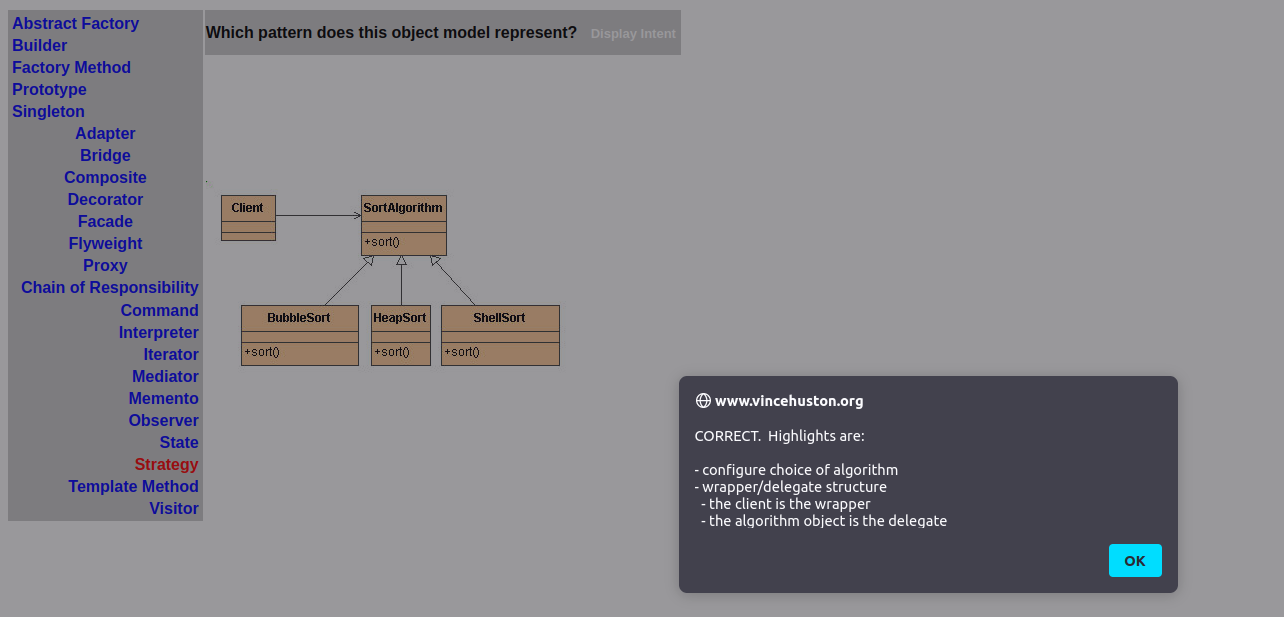 Abstract Factory
Builder
Factory Method
Prototype
Singleton
Adapter
Bridge
Composite
Decorator
Facade
Flyweight
Proxy
Chain of Responsibility
Command
Interpreter
Iterator
Mediator
Memento
Observer
State
Strategy
Template Method
Visitor
Which pattern does this object model represent? Display Intent
Client
SortAlgorithm
+sort()
BubbleSort
+sort()
HeapSort
+sort()
ShellSort
+sort()
www.vincehuston.org
CORRECT.  Highlights are:
- configure choice of algorithm
- wrapper/delegate structure
- the client is the wrapper
- the algorithm object is the delegate
OK